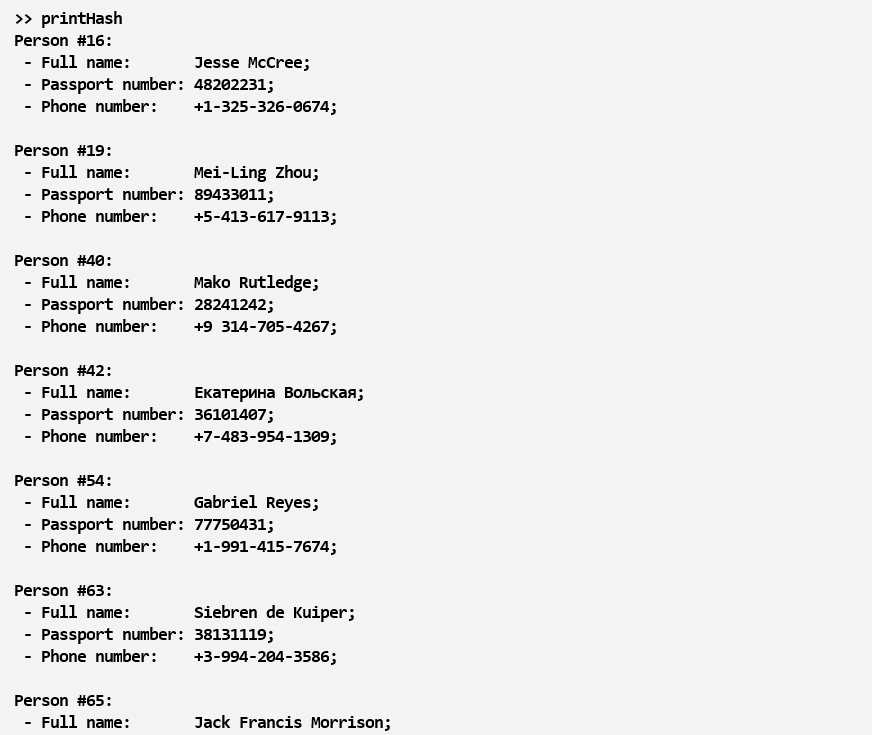 >> printHash
Person #16:
 - Full name:       Jesse McCree;
 - Passport number: 48202231;
 - Phone number:    +1-325-326-0674;

Person #19:
 - Full name:       Mei-Ling Zhou;
 - Passport number: 89433011;
 - Phone number:    +5-413-617-9113;

Person #40:
 - Full name:       Mako Rutledge;
 - Passport number: 28241242;
 - Phone number:    +9 314-705-4267;

Person #42:
 - Full name:       Екатерина Вольская;
 - Passport number: 36101407;
 - Phone number:    +7-483-954-1309;

Person #54:
 - Full name:       Gabriel Reyes;
 - Passport number: 77750431;
 - Phone number:    +1-991-415-7674;

Person #63:
 - Full name:       Siebren de Kuiper;
 - Passport number: 38131119;
 - Phone number:    +3-994-204-3586;

Person #65:
 - Full name:       Jack Francis Morrison;